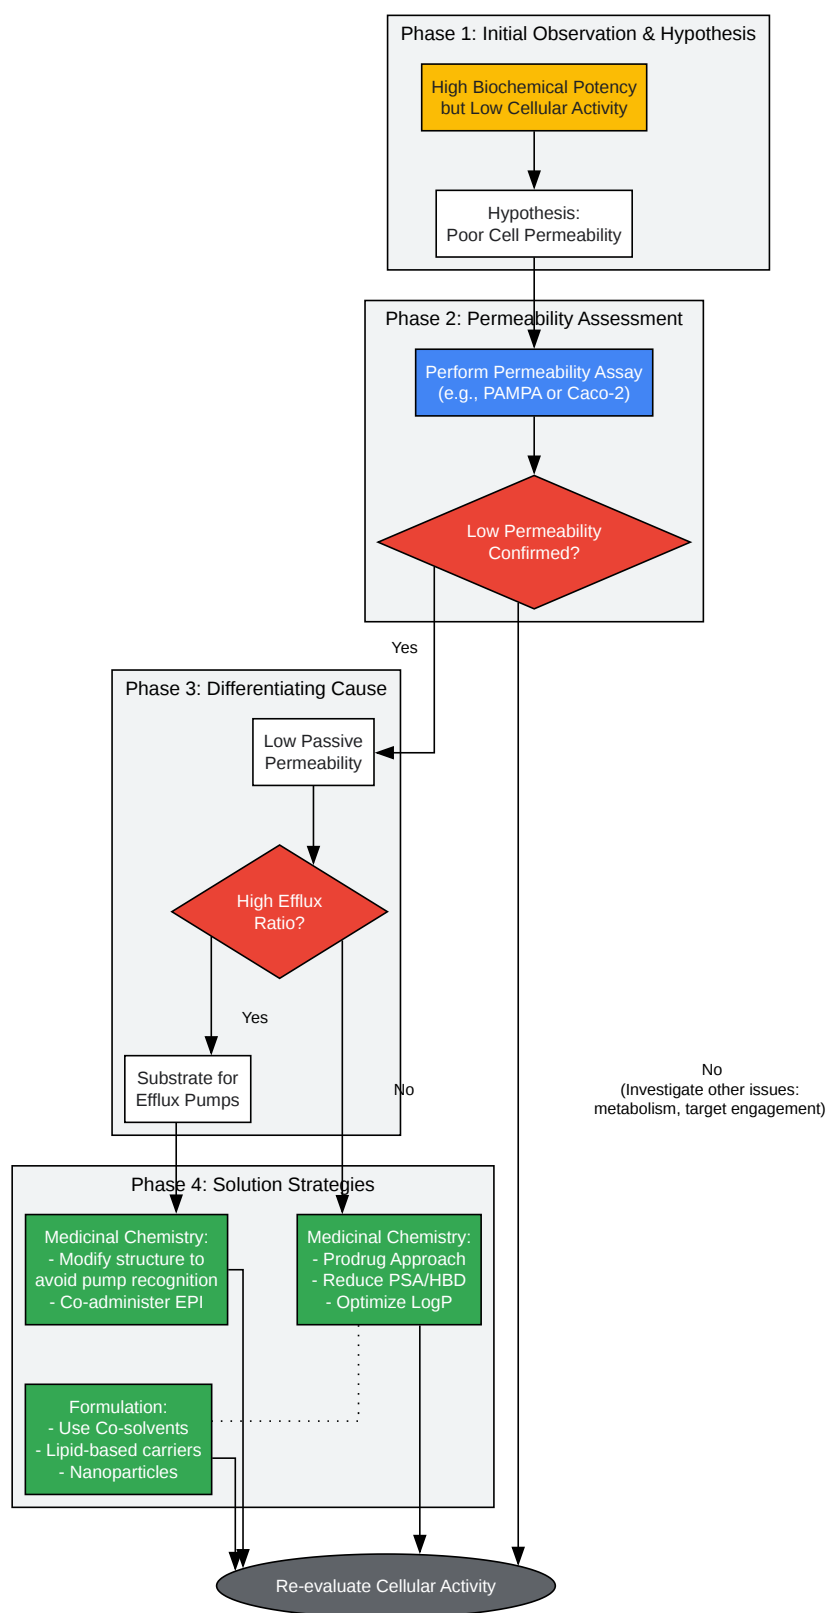 Phase 1: Initial Observation & Hypothesis
High Biochemical Potency
but Low Cellular Activity
Hypothesis:
Poor Cell Permeability
Phase 2: Permeability Assessment
Perform Permeability Assay
(e.g., PAMPA or Caco-2)
Low Permeability
Confirmed?
Yes
Phase 3: Differentiating Cause
Low Passive
Permeability
High Efflux
Ratio?
Yes
Substrate for
Efflux Pumps
No
No
(Investigate other issues:
metabolism, target engagement)
Phase 4: Solution Strategies
Medicinal Chemistry:
- Modify structure to
avoid pump recognition
- Co-administer EPI
Medicinal Chemistry:
- Prodrug Approach
- Reduce PSA/HBD
- Optimize LogP
Formulation:
- Use Co-solvents
- Lipid-based carriers
- Nanoparticles
Re-evaluate Cellular Activity